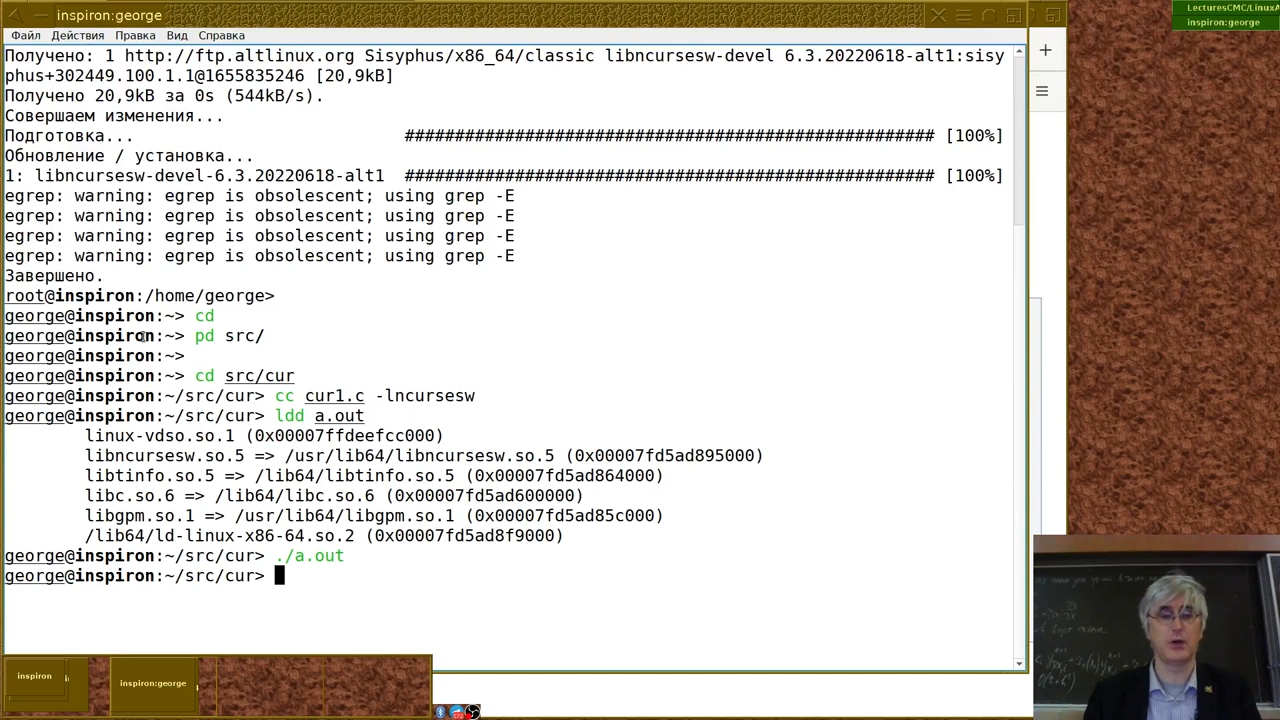 inspiron:george
LecturesCMC/LinuxA
inspiron:george
Файл Действия Правка Вид Справка
Получено: 1 http://ftp.altlinux.org Sisyphus/x86_64/classic libncursesw-devel 6.3.20220618-alt1:sisy
phus+302449.100.1.1@1655835246 [20,9kB]
Получено 20,9kB за 0s (544kB/s).
Совершаем изменения...
Подготовка... ##################################################### [100%]
Обновление / установка...
1: libncursesw-devel-6.3.20220618-alt1 ##################################################### [100%]
egrep: warning: egrep is obsolescent; using grep -E
egrep: warning: egrep is obsolescent; using grep -E
egrep: warning: egrep is obsolescent; using grep -E
egrep: warning: egrep is obsolescent; using grep -E
Завершено.
root@inspiron:/home/george>
george@inspiron:~> cd
george@inspiron:~> pd src/
george@inspiron:~>
george@inspiron:~> cd src/cur
george@inspiron:~/src/cur> cc cur1.c -lncursesw
george@inspiron:~/src/cur> ldd a.out
linux-vdso.so.1 (0x00007ffdeefcc000)
libncursesw.so.5 => /usr/lib64/libncursesw.so.5 (0x00007fd5ad895000)
libtinfo.so.5 => /lib64/libtinfo.so.5 (0x00007fd5ad864000)
libc.so.6 => /lib64/libc.so.6 (0x00007fd5ad600000)
libgpm.so.1 => /usr/lib64/libgpm.so.1 (0x00007fd5ad85c000)
/lib64/ld-linux-x86-64.so.2 (0x00007fd5ad8f9000)
george@inspiron:~/src/cur> ./a.out
george@inspiron:~/src/cur>
inspiron
inspiron:george